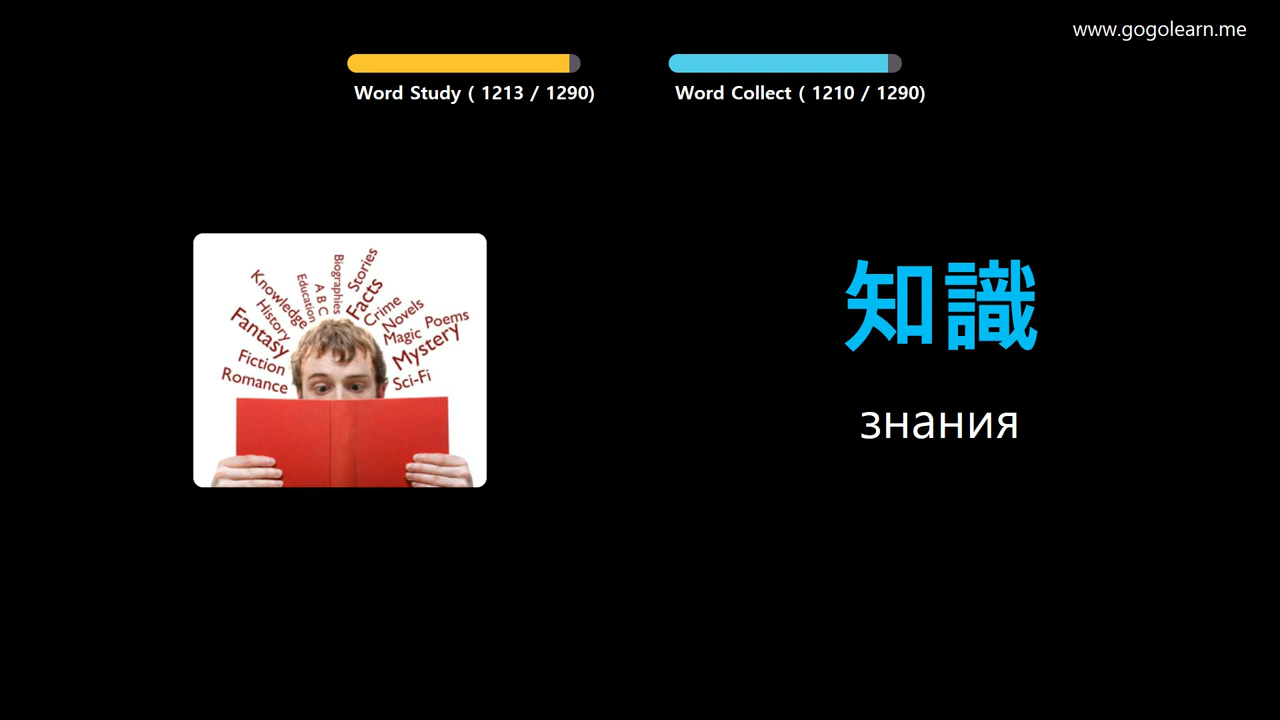 www.gogolearn.me
Word Study ( 1213 / 1290)
Word Collect ( 1210 / 1290)
Stories
Biographies
Facts
Knowledge
Education
A B C
Crime
History
Novels
Fantasy
Magic
Poems
Mystery
Fiction
Romance
Sci-Fi
知識
знания